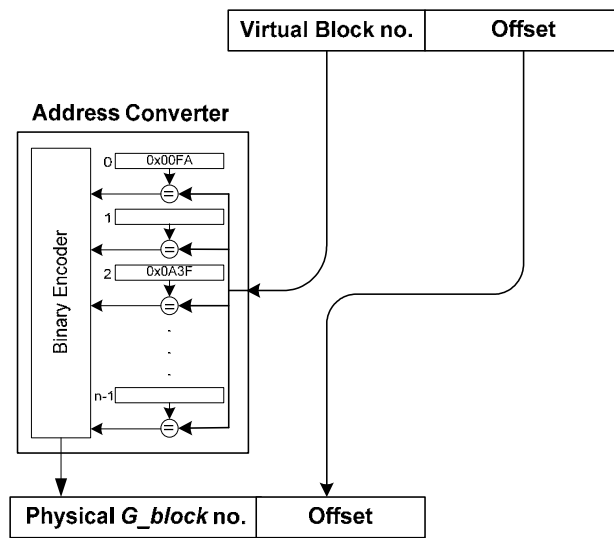 Virtual Block no. Offset
Address Converter
0 0x00FA
=
1
=
2 0x0A3F
=
.
.
.
n-1
=
Binary Encoder
Physical G_block no. Offset